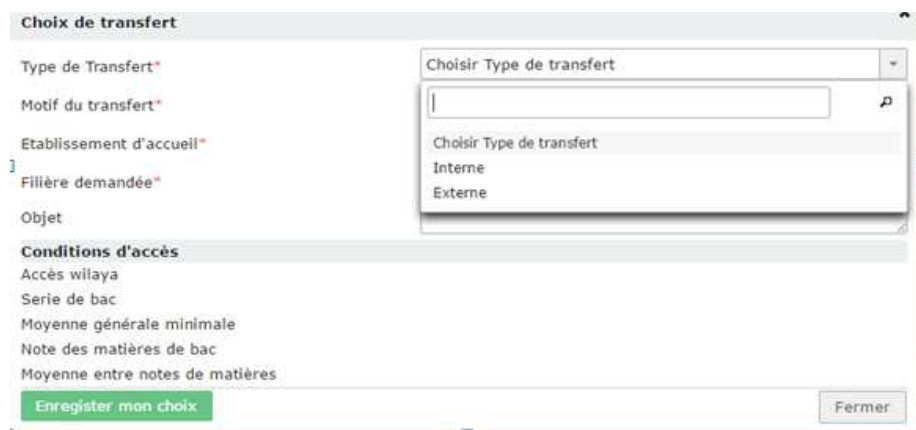 Choix de transfert
Type de Transfert*
Choisir Type de transfert
Motif du transfert*
Etablissement d'accueil*
Choisir Type de transfert
Interne
Filière demandée*
Externe
Objet
Conditions d'accès
Accès wilaya
Serie de bac
Moyenne générale minimale
Note des matières de bac
Moyenne entre notes de matières
Enregister mon choix
Fermer